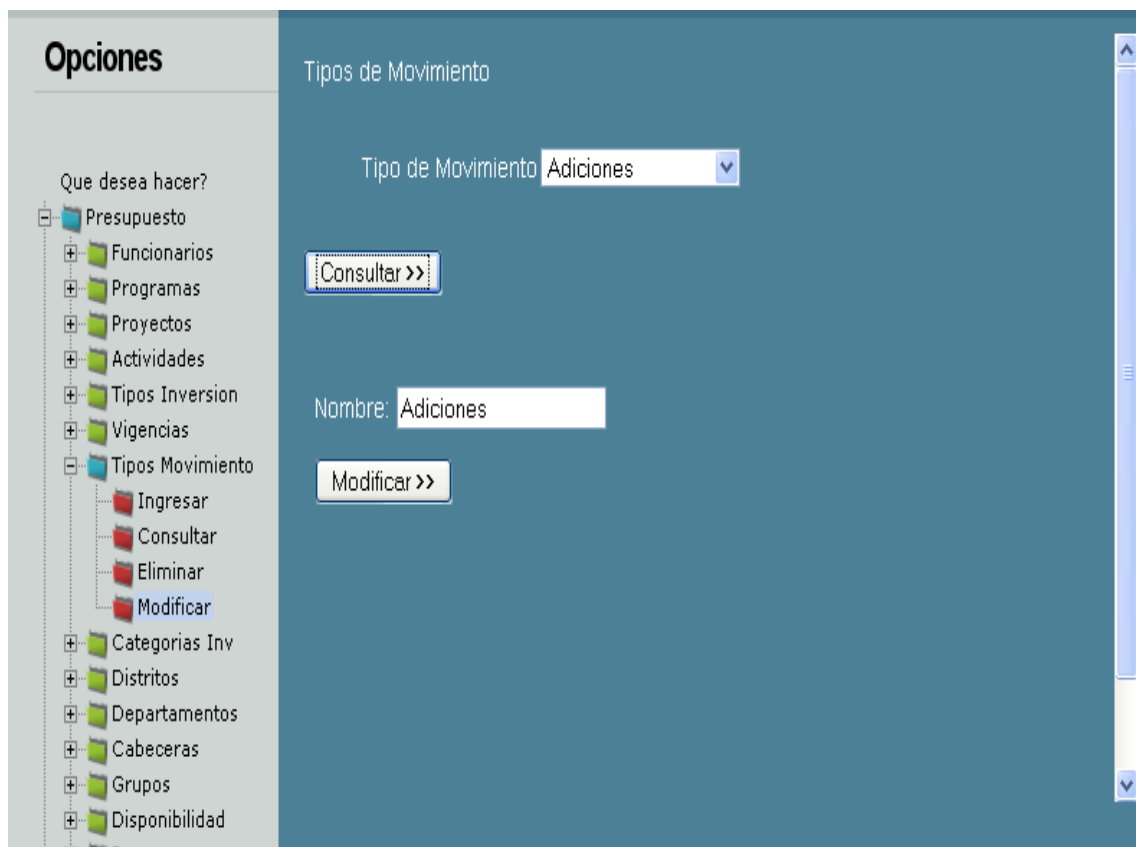 Opciones
Que desea hacer?
Presupuesto
Funcionarios
Programas
Proyectos
Actividades
Tipos Inversion
Vigencias
Tipos Movimiento
Ingresar
Consultar
Eliminar
Modificar
Categorias Inv
Distritos
Departamentos
Cabeceras
Grupos
Disponibilidad
Tipos de Movimiento
Tipo de Movimiento Adiciones
Consultar >>
Nombre: Adiciones
Modificar >>